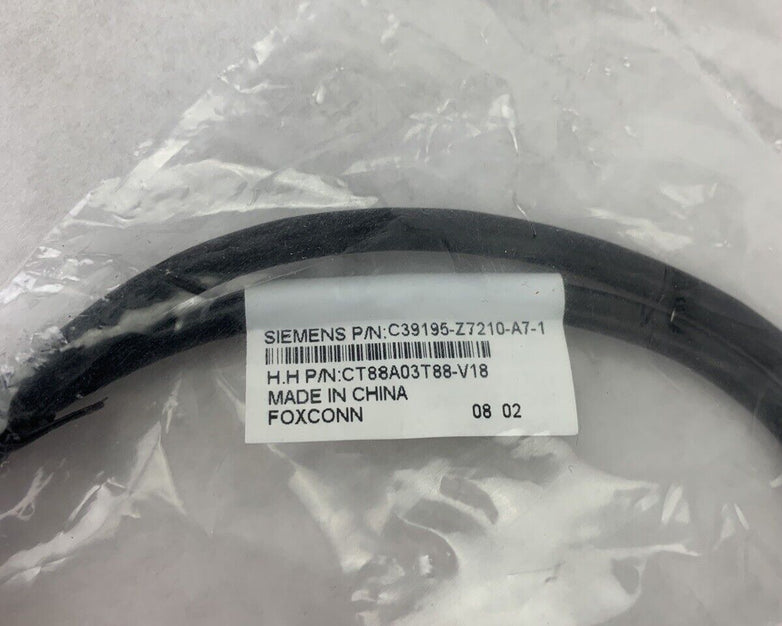 SIEMENS P/N:C39195-Z7210-A7-1
H.H P/N:CT88A03T88-V18
MADE IN CHINA
FOXCONN 08 02